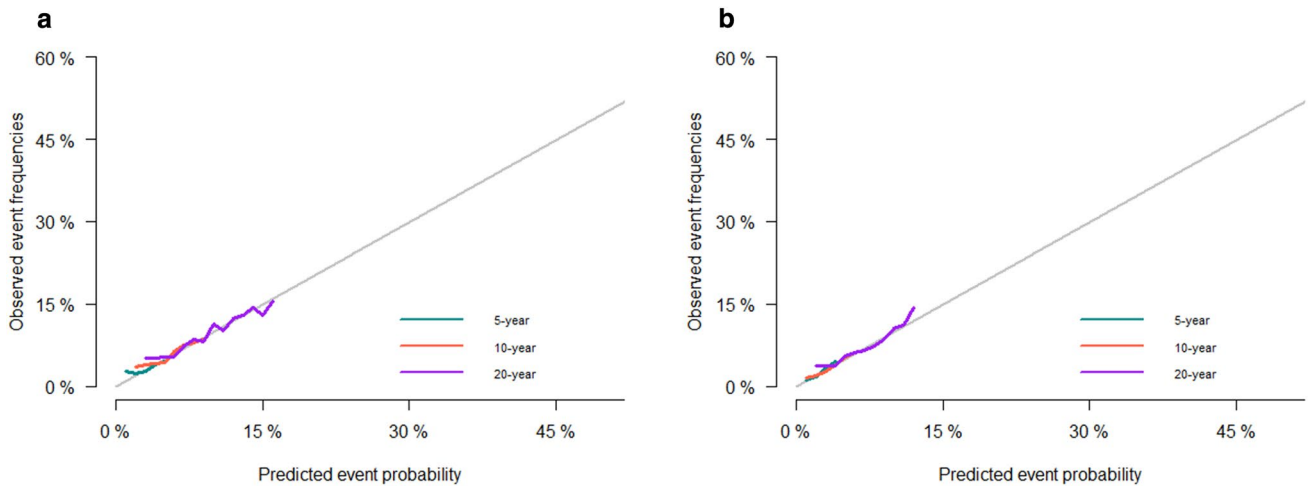 a
60 %
45 %
30 %
15 %
0 %
Observed event frequencies
5-year
10-year
20-year
0 %
15 %
30 %
45 %
Predicted event probability
b
60 %
45 %
30 %
15 %
0 %
Observed event frequencies
5-year
10-year
20-year
0 %
15 %
30 %
45 %
Predicted event probability